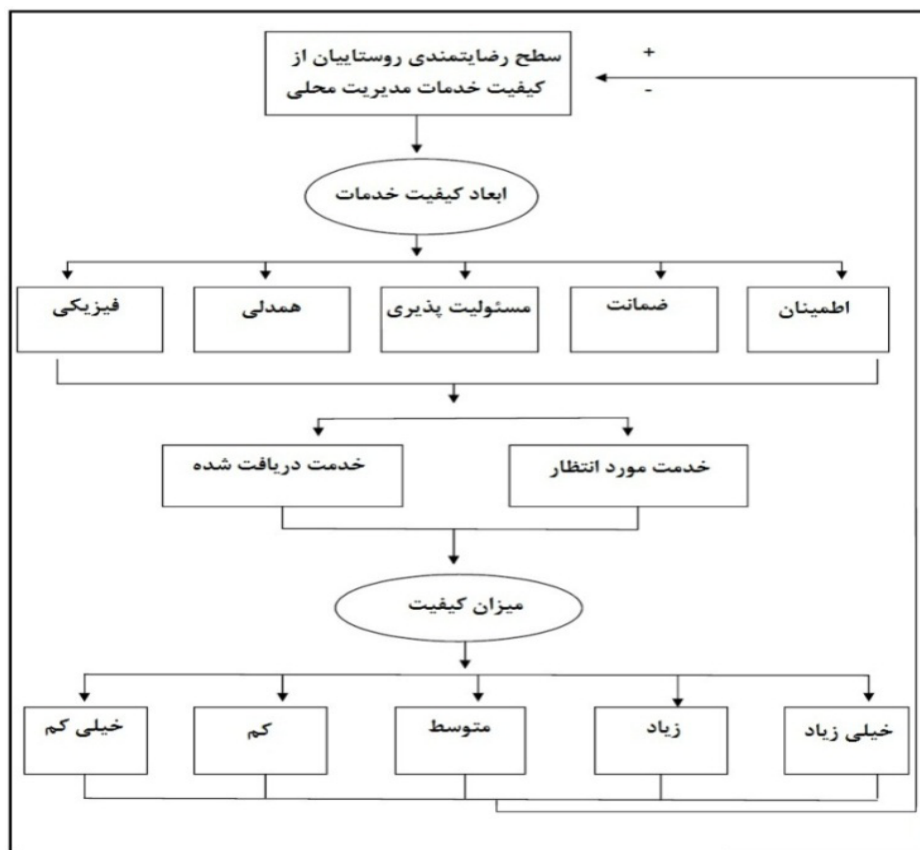 سطح رضایتمندی روستاییان از
کیفیت خدمات مدیریت محلی
+
-
ابعاد کیفیت خدمات
اطمینان
ضمانت
مسئولیت پذیری
همدلی
فیزیکی
خدمت مورد انتظار
خدمت دریافت شده
میزان کیفیت
خیلی زیاد
زیاد
متوسط
کم
خیلی کم